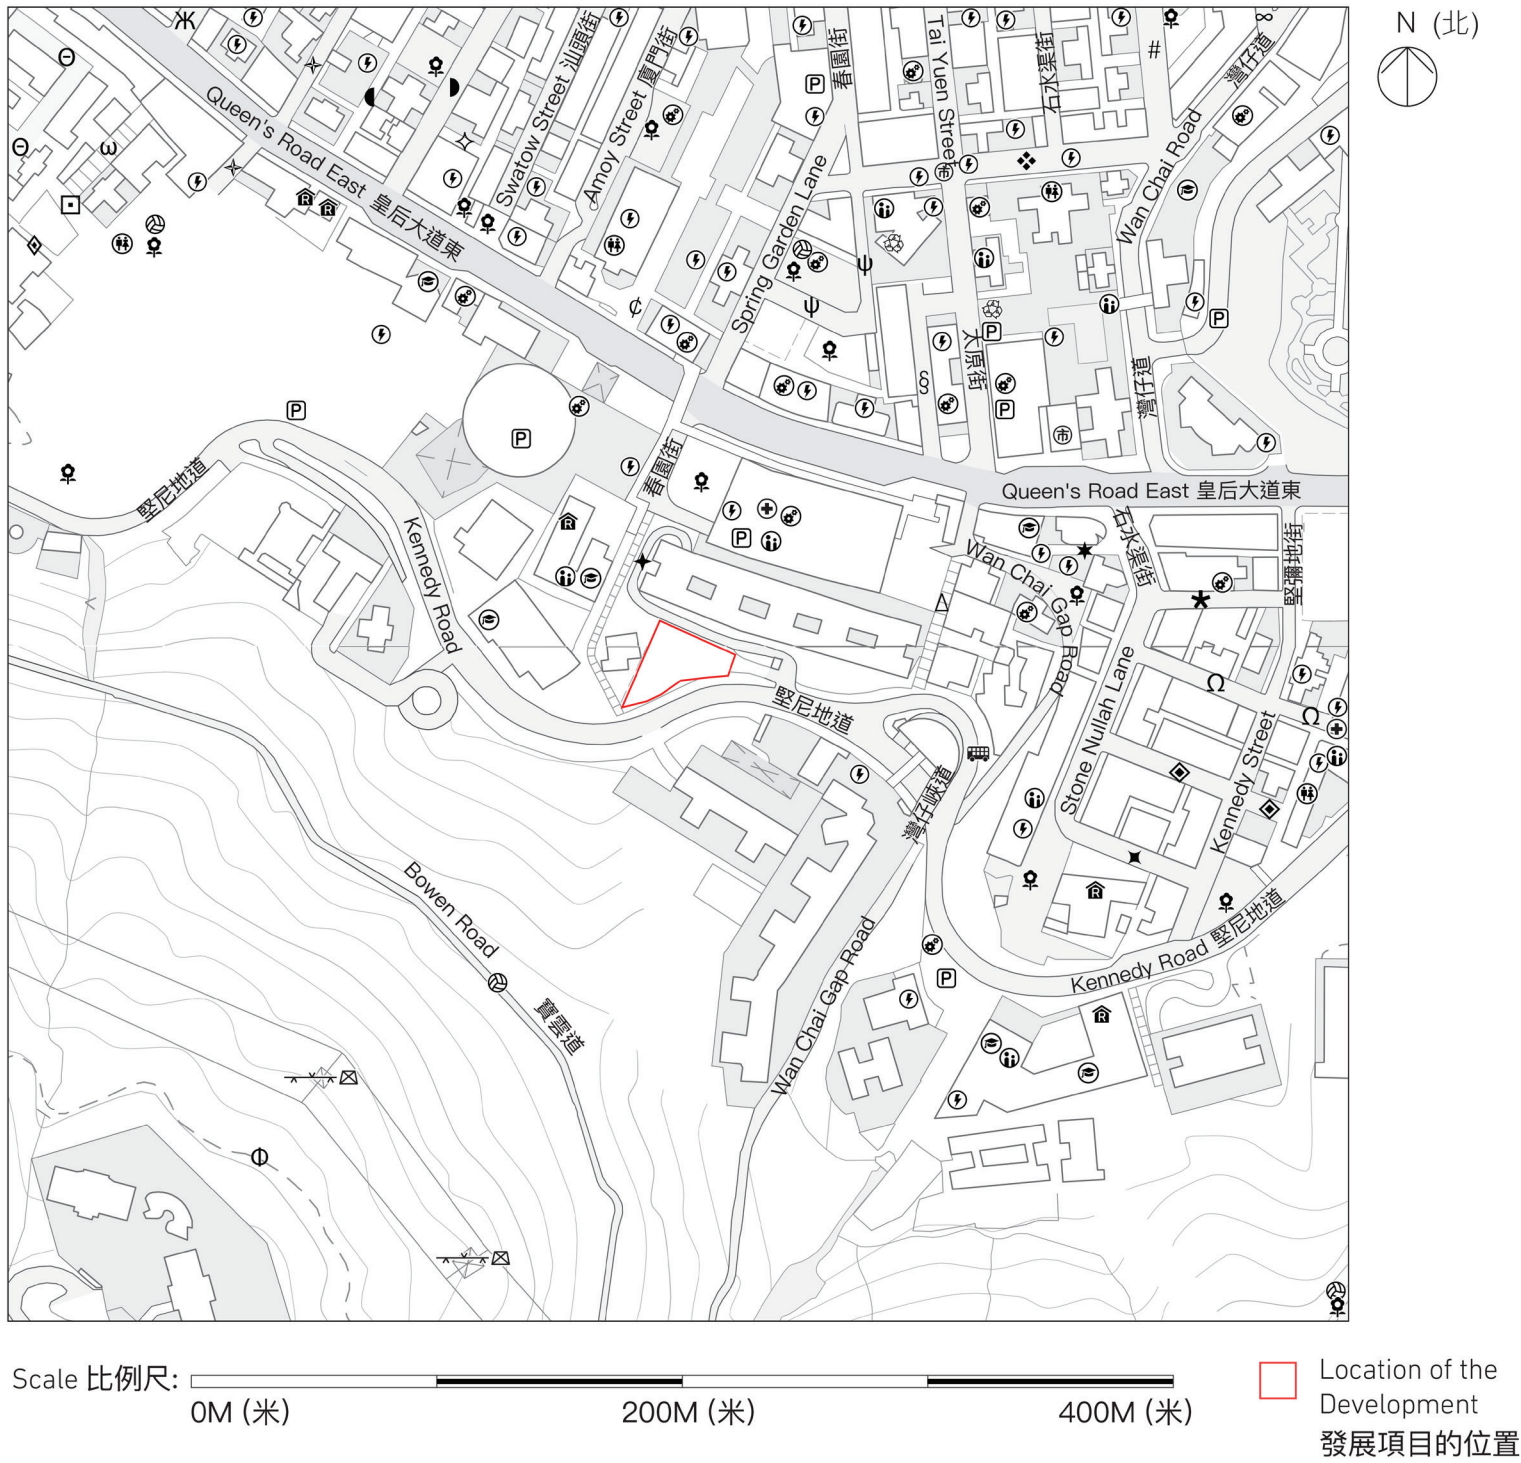 N (北)
Queen's Road East 皇后大道東
Swatow Street 汕頭街
Amoy Street 廈門街
春園街
Spring Garden Lane
Tai Yuen Street
太原街
石水渠街
灣仔道
Wan Chai Road
灣仔道
市
市
P
P
P
P
P
P
P
P
P
R
R
R
R
R
春園街
Queen's Road East 皇后大道東
堅尼地道
Kennedy Road
Wan Chai Gap Road
石水渠街
堅彌地街
Stone Nullah Lane
Kennedy Street
堅尼地道
灣仔峽道
Wan Chai Gap Road
Kennedy Road 堅尼地道
Bowen Road
寶雲道
Scale 比例尺:
0M (米)
200M (米)
400M (米)
Location of the
Development
發展項目的位置